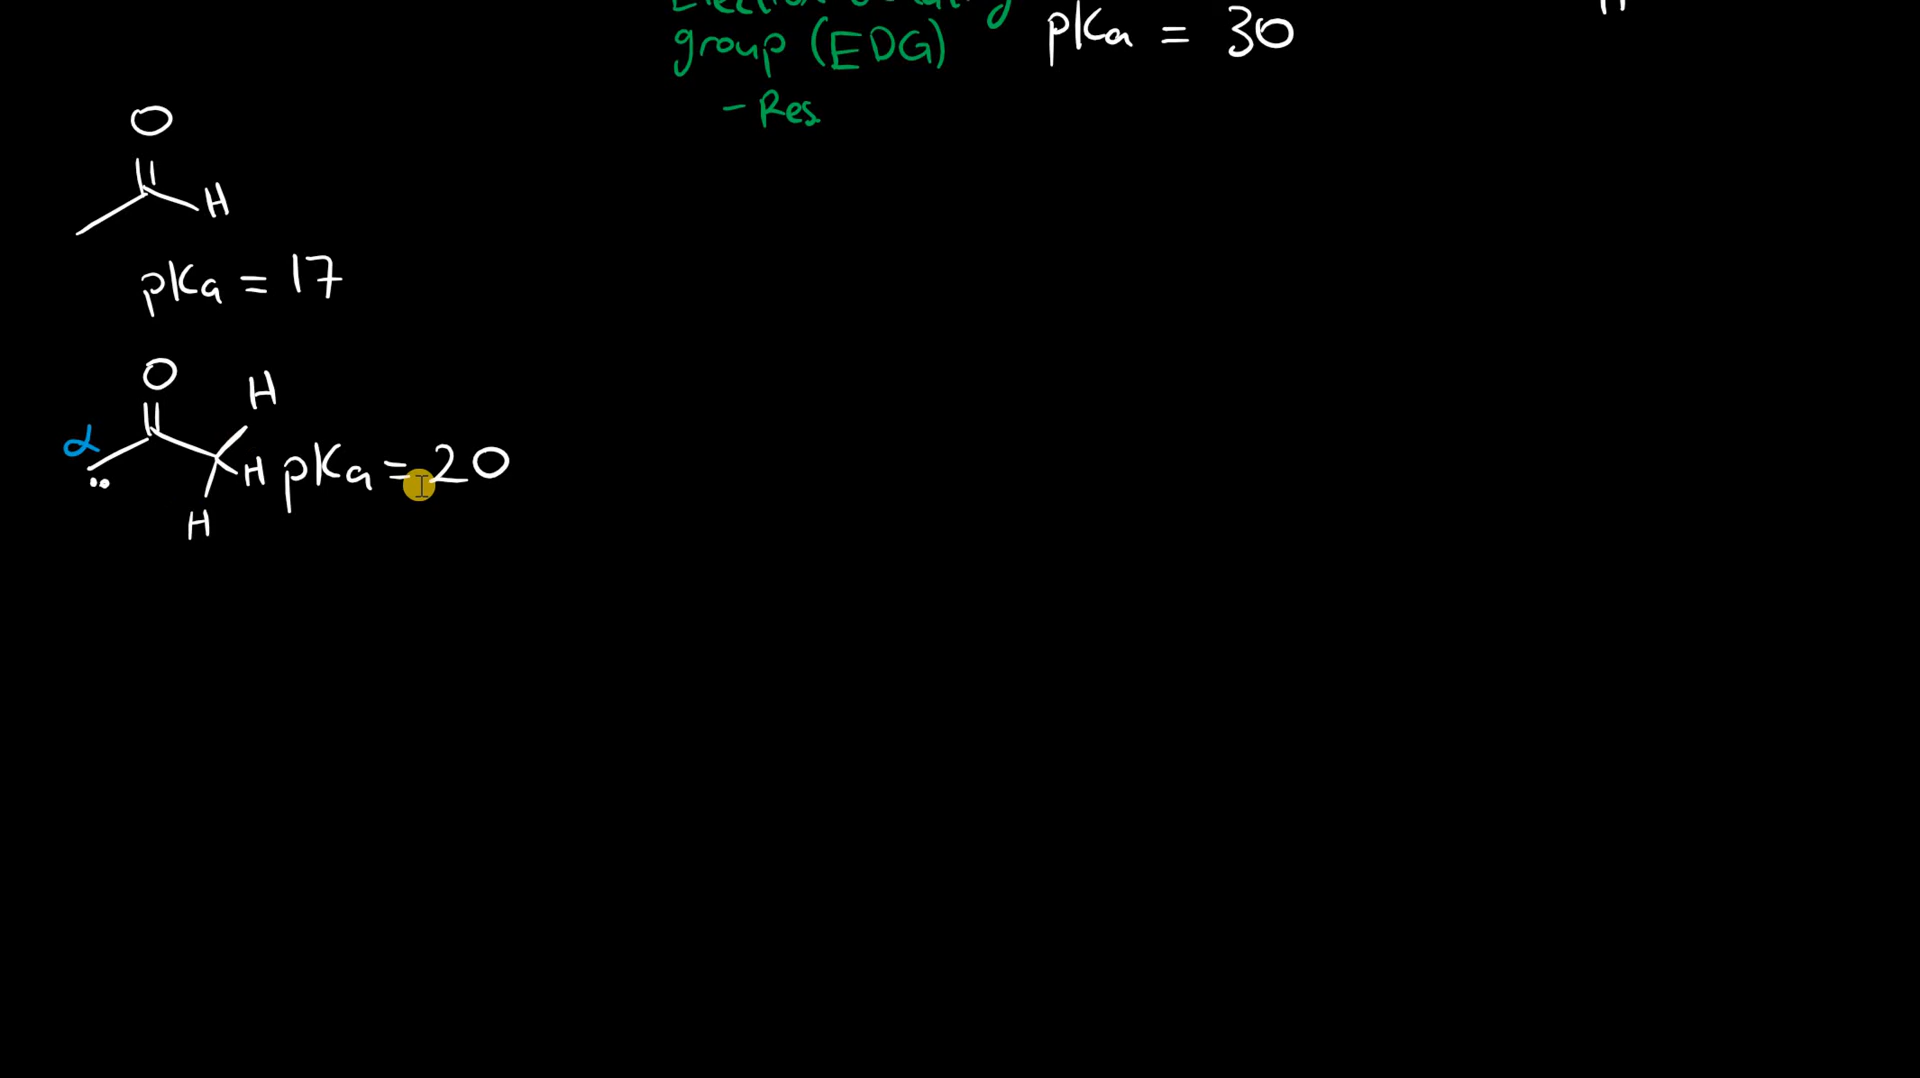 group (EDG)
pKa = 30
- Res
O
H
pKa = 17
O
H
α
H pKa = 20
H